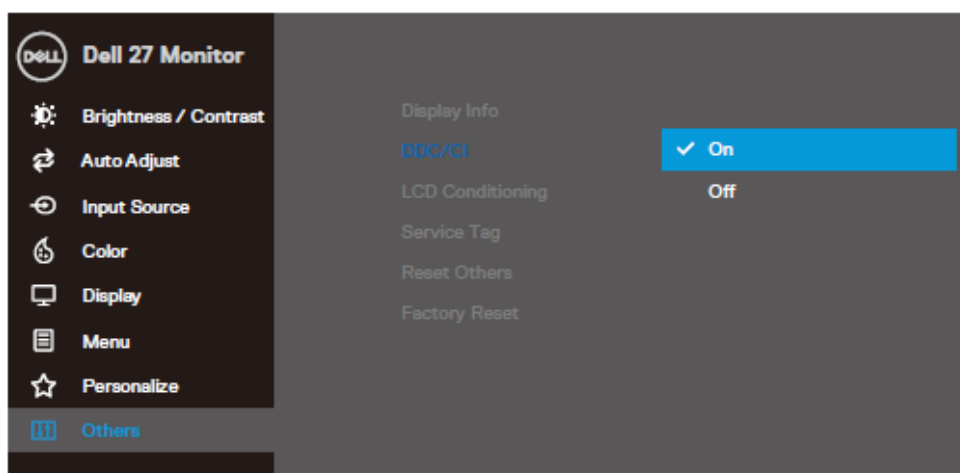 DELL Dell 27 Monitor
Brightness / Contrast
Auto Adjust
Input Source
Color
Display
Menu
Personalize
Others
Display Info
DDC/CI
LCD Conditioning
Service Tag
Reset Others
Factory Reset
On
Off